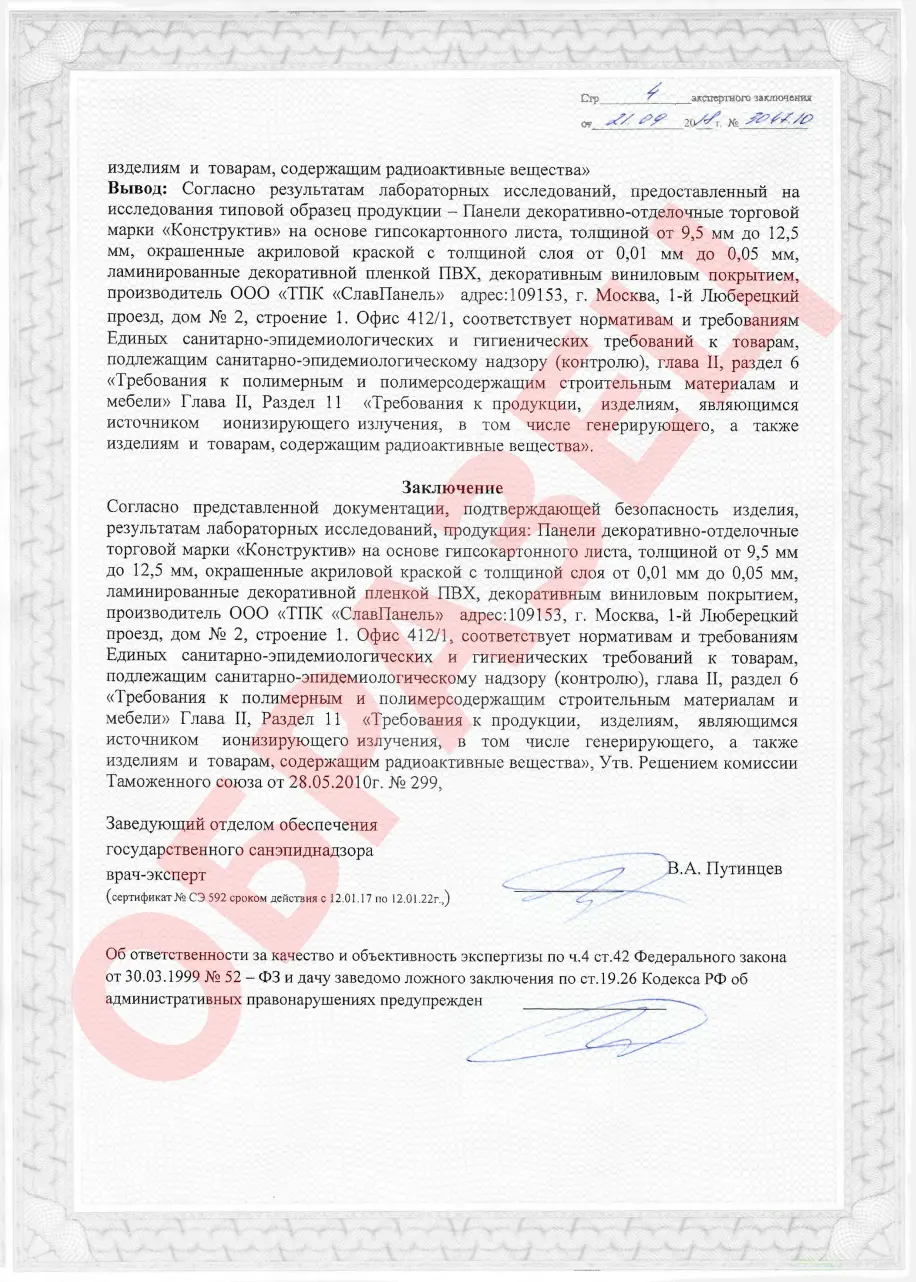 Стр 4 экспертного заключения
от 21.09 2018 г. № 3047.10
изделиям и товарам, содержащим радиоактивные вещества»
Вывод: Согласно результатам лабораторных исследований, предоставленный на
исследования типовой образец продукции – Панели декоративно-отделочные торговой
марки «Конструктив» на основе гипсокартонного листа, толщиной от 9,5 мм до 12,5
мм, окрашенные акриловой краской с толщиной слоя от 0,01 мм до 0,05 мм,
ламинированные декоративной пленкой ПВХ, декоративным виниловым покрытием,
производитель ООО «ТПК «СлавПанель» адрес:109153, г. Москва, 1-й Люберецкий
проезд, дом № 2, строение 1. Офис 412/1, соответствует нормативам и требованиям
Единых санитарно-эпидемиологических и гигиенических требований к товарам,
подлежащим санитарно-эпидемиологическому надзору (контролю), глава II, раздел 6
«Требования к полимерным и полимерсодержащим строительным материалам и
мебели» Глава II, Раздел 11 «Требования к продукции, изделиям, являющимся
источником ионизирующего излучения, в том числе генерирующего, а также
изделиям и товарам, содержащим радиоактивные вещества».
Заключение
Согласно представленной документации, подтверждающей безопасность изделия,
результатам лабораторных исследований, продукция: Панели декоративно-отделочные
торговой марки «Конструктив» на основе гипсокартонного листа, толщиной от 9,5 мм
до 12,5 мм, окрашенные акриловой краской с толщиной слоя от 0,01 мм до 0,05 мм,
ламинированные декоративной пленкой ПВХ, декоративным виниловым покрытием,
производитель ООО «ТПК «СлавПанель» адрес:109153, г. Москва, 1-й Люберецкий
проезд, дом № 2, строение 1. Офис 412/1, соответствует нормативам и требованиям
Единых санитарно-эпидемиологических и гигиенических требований к товарам,
подлежащим санитарно-эпидемиологическому надзору (контролю), глава II, раздел 6
«Требования к полимерным и полимерсодержащим строительным материалам и
мебели» Глава II, Раздел 11 «Требования к продукции, изделиям, являющимся
источником ионизирующего излучения, в том числе генерирующего, а также
изделиям и товарам, содержащим радиоактивные вещества», Утв. Решением комиссии
Таможенного союза от 28.05.2010г. № 299,
Заведующий отделом обеспечения
государственного санэпиднадзора
врач-эксперт
В.А. Путинцев
(сертификат № СЭ 592 сроком действия с 12.01.17 по 12.01.22г.,)
Об ответственности за качество и объективность экспертизы по ч.4 ст.42 Федерального закона
от 30.03.1999 № 52 – ФЗ и дачу заведомо ложного заключения по ст.19.26 Кодекса РФ об
административных правонарушениях предупрежден
ОБРАЗЕЦ